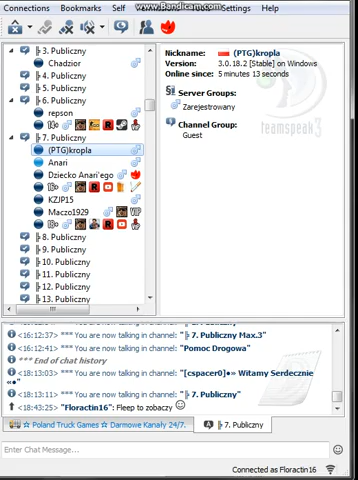 www.Bandicam.com
Connections Bookmarks Self Settings Help
3. Publiczny
Chadzior
4. Publiczny
5. Publiczny
6. Publiczny
repson
7. Publiczny
(PTG)kropla
Anari
Dziecko Anari'ego
KZJP15
Maczo1929
8. Publiczny
9. Publiczny
10. Publiczny
11. Publiczny
12. Publiczny
13. Publiczny
Nickname: (PTG)kropla
Version: 3.0.18.2 [Stable] on Windows
Online since: 5 minutes 13 seconds
Server Groups:
Zarejestrowany
Channel Group:
Guest
teamspeak3
<16:12:37> *** You are now talking in channel: "╠ 7. Publiczny Max.3"
<16:12:41> *** You are now talking in channel: "Pomoc Drogowa"
*** End of chat history
<18:13:03> *** You are now talking in channel: "[cspacer0]●» Witamy Serdecznie «●"
<18:13:11> *** You are now talking in channel: "╠ 7. Publiczny"
<18:43:25> "Floractin16": Fleep to zobaczy
☆ Poland Truck Games ☆ Darmowe Kanały 24/7.
╠ 7. Publiczny
Enter Chat Message...
Connected as Floractin16